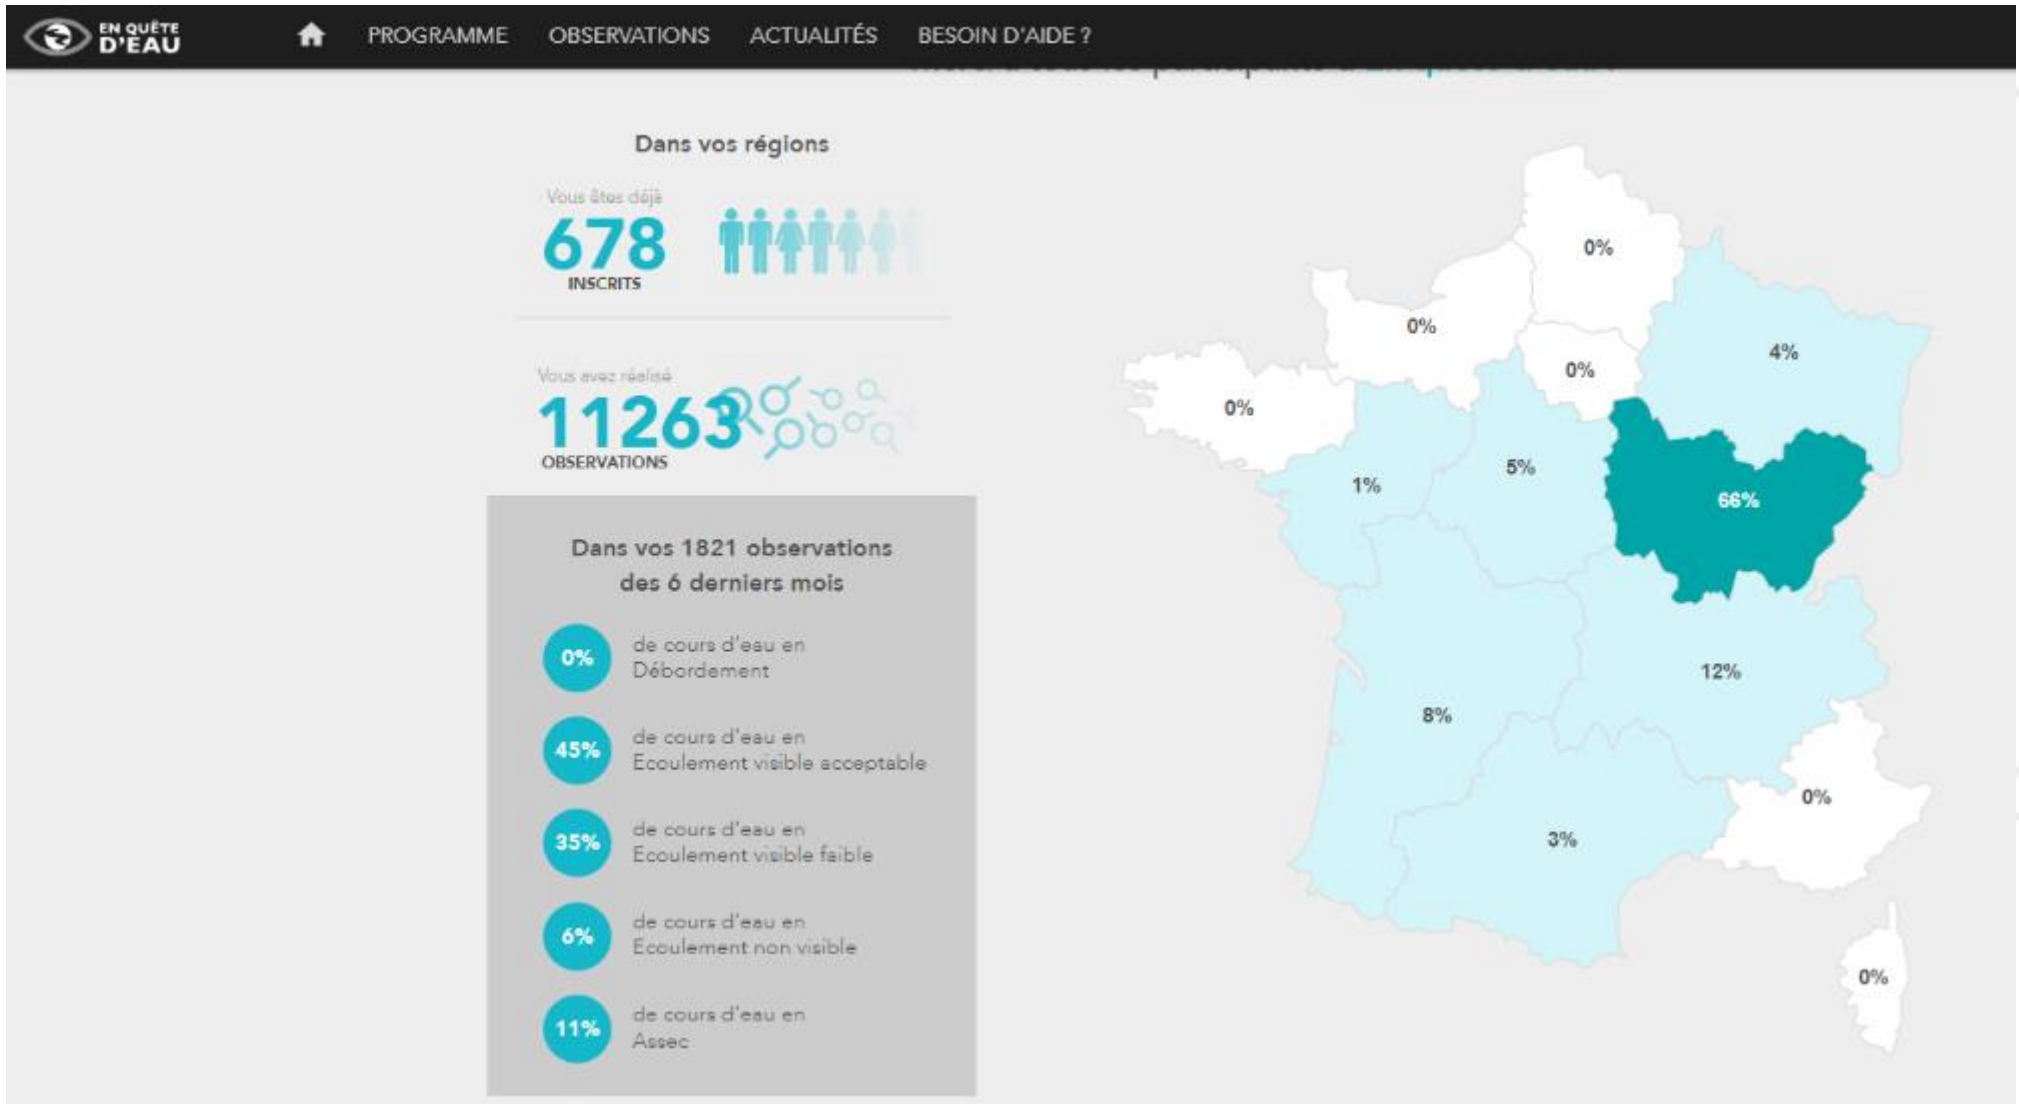 EN QUÊTE
D'EAU
PROGRAMME OBSERVATIONS ACTUALITÉS BESOIN D'AIDE ?
Dans vos régions
Vous êtes déjà
678
INSCRITS
Vous avez réalisé
11263
OBSERVATIONS
Dans vos 1821 observations
des 6 derniers mois
0%
de cours d'eau en
Débordement
45%
de cours d'eau en
Ecoulement visible acceptable
35%
de cours d'eau en
Ecoulement visible faible
6%
de cours d'eau en
Ecoulement non visible
11%
de cours d'eau en
Assec
0%
0%
4%
0%
0%
5%
1%
66%
12%
8%
0%
3%
0%